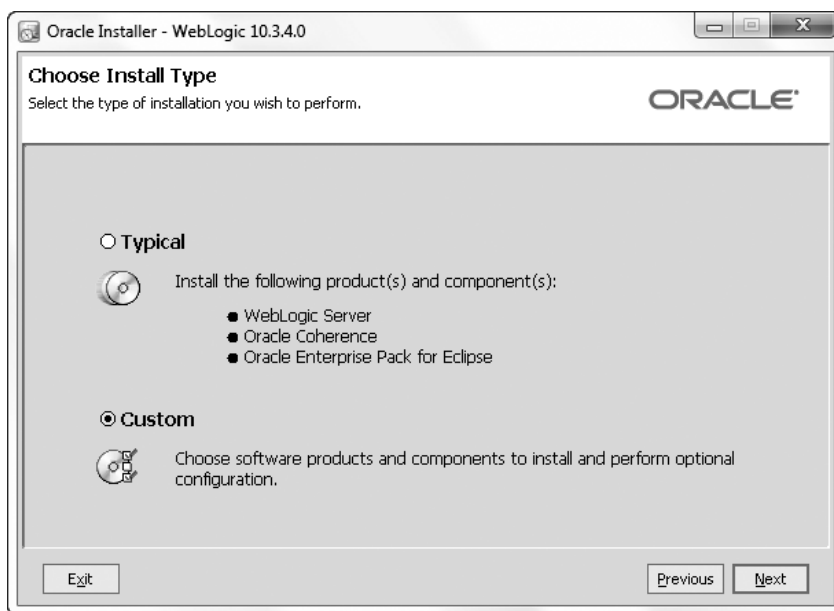 Oracle Installer - WebLogic 10.3.4.0
Choose Install Type
Select the type of installation you wish to perform.
ORACLE
Typical
Install the following product(s) and component(s):
WebLogic Server
Oracle Coherence
Oracle Enterprise Pack for Eclipse
Custom
Choose software products and components to install and perform optional
configuration.
Exit
Previous
Next